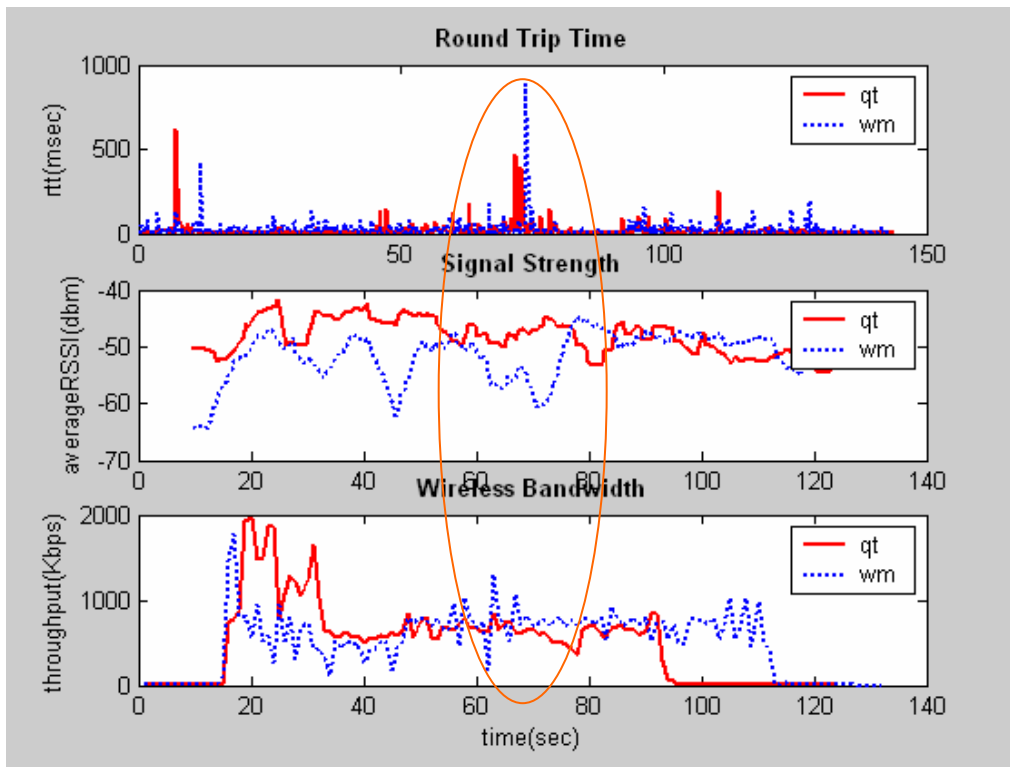 Round Trip Time
1000
500
0
rtt(msec)
qt
wm
0 50 100 150
Signal Strength
-40
-50
-60
-70
averageRSSI(dbm)
qt
wm
0 20 40 60 80 100 120 140
Wireless Bandwidth
2000
1000
0
throughput(Kbps)
qt
wm
0 20 40 60 80 100 120 140
time(sec)